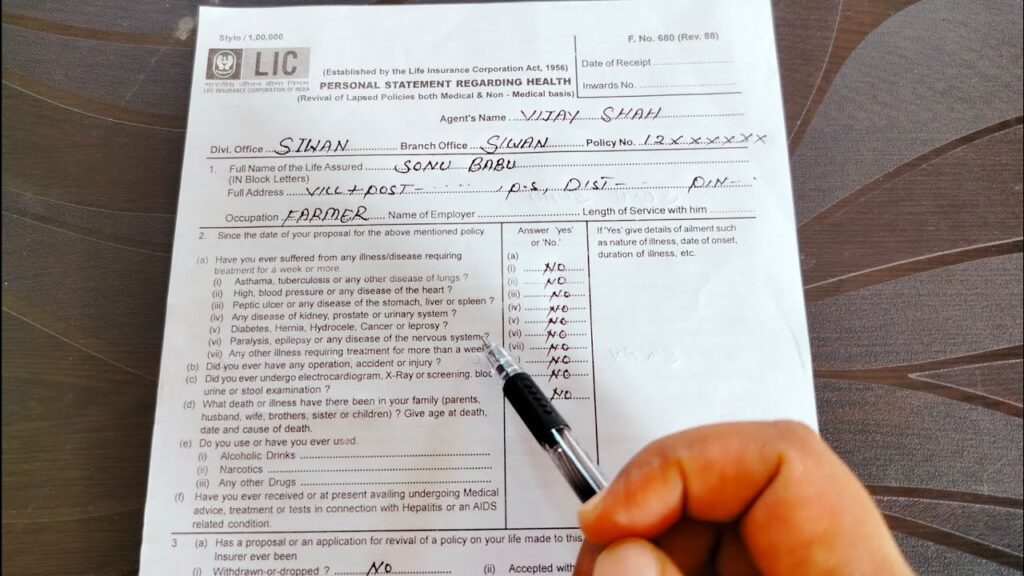 Stylo / 1,00,000
F. No. 680 (Rev. 88)
LIC
भारतीय जीवन बीमा निगम
LIFE INSURANCE CORPORATION OF INDIA
(Established by the Life Insurance Corporation Act, 1956)
PERSONAL STATEMENT REGARDING HEALTH
(Revival of Lapsed Policies both Medical & Non - Medical basis)
Date of Receipt
Inwards No.
Agent's Name VIJAY SHAH
Divi. Office SIWAN Branch Office SIWAN Policy No. 12xxxxxxx
1. Full Name of the Life Assured SONU BABU
(IN Block Letters)
Full Address VILL + POST- P.S, DIST- PIN-
Occupation FARMER Name of Employer Length of Service with him
2. Since the date of your proposal for the above mentioned policy
Answer 'yes' or 'No.'
If 'Yes' give details of ailment such as nature of illness, date of onset, duration of illness, etc.
(a) Have you ever suffered from any illness/disease requiring (a)
treatment for a week or more.
(i) Asthma, tuberculosis or any other disease of lungs ? (i) NO
(ii) High, blood pressure or any disease of the heart ? (ii) NO
(iii) Peptic ulcer or any disease of the stomach, liver or spleen ? (iii) NO
(iv) Any disease of kidney, prostate or urinary system ? (iv) NO
(v) Diabetes, Hernia, Hydrocele, Cancer or leprosy ? (v) NO
(vi) Paralysis, epilepsy or any disease of the nervous system ? (vi) NO
(vii) Any other illness requiring treatment for more than a week (vii) NO
(b) Did you ever have any operation, accident or injury ? NO
(c) Did you ever undergo electrocardiogram, X-Ray or screening, NO
urine or stool examination ?
(d) What death or illness have there been in your family (parents, NO
husband, wife, brothers, sister or children) ? Give age at death,
date and cause of death.
(e) Do you use or have you ever used
(i) Alcoholic Drinks
(ii) Narcotics
(iii) Any other Drugs
(f) Have you ever received or at present availing undergoing Medical
advice, treatment or tests in connection with Hepatitis or an AIDS
related condition.
3 (a) Has a proposal or an application for revival of a policy on your life made to this
Insurer ever been
(i) Withdrawn-or-dropped ? NO (ii) Accepted with